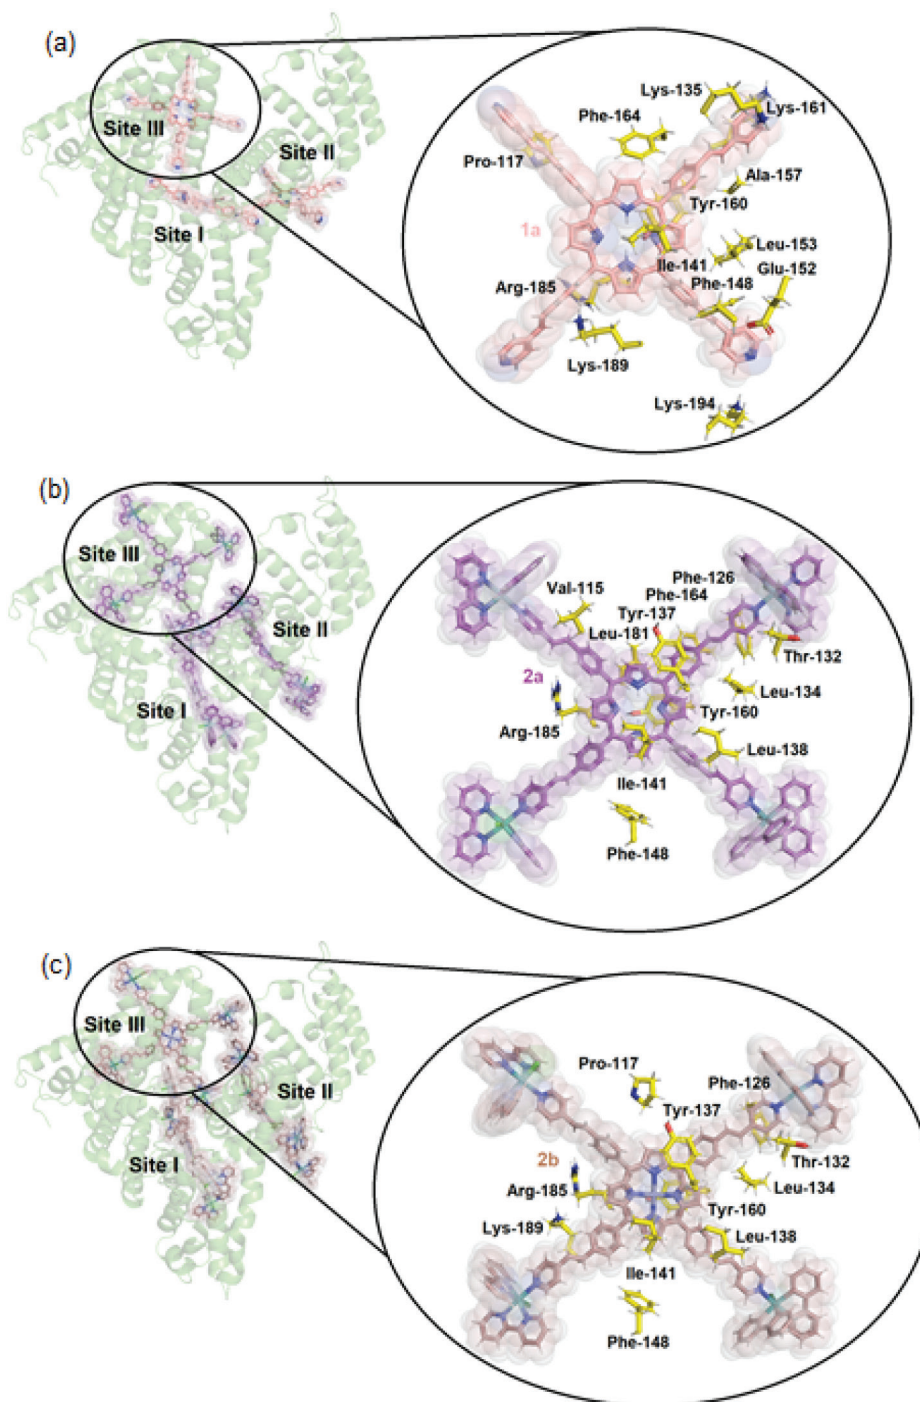 (a)
Site III
Site II
Site I
Lys-135
Lys-161
Phe-164
Pro-117
Ala-157
Tyr-160
1a
Leu-153
Ile-141
Glu-152
Phe-148
Arg-185
Lys-189
Lys-194
(b)
Site III
Site II
Site I
Phe-126
Val-115
Phe-164
Tyr-137
Leu-181
Thr-132
2a
Leu-134
Arg-185
Tyr-160
Leu-138
Ile-141
Phe-148
(c)
Site III
Site II
Site I
Pro-117
Phe-126
Tyr-137
Thr-132
2b
Leu-134
Arg-185
Tyr-160
Lys-189
Leu-138
Ile-141
Phe-148